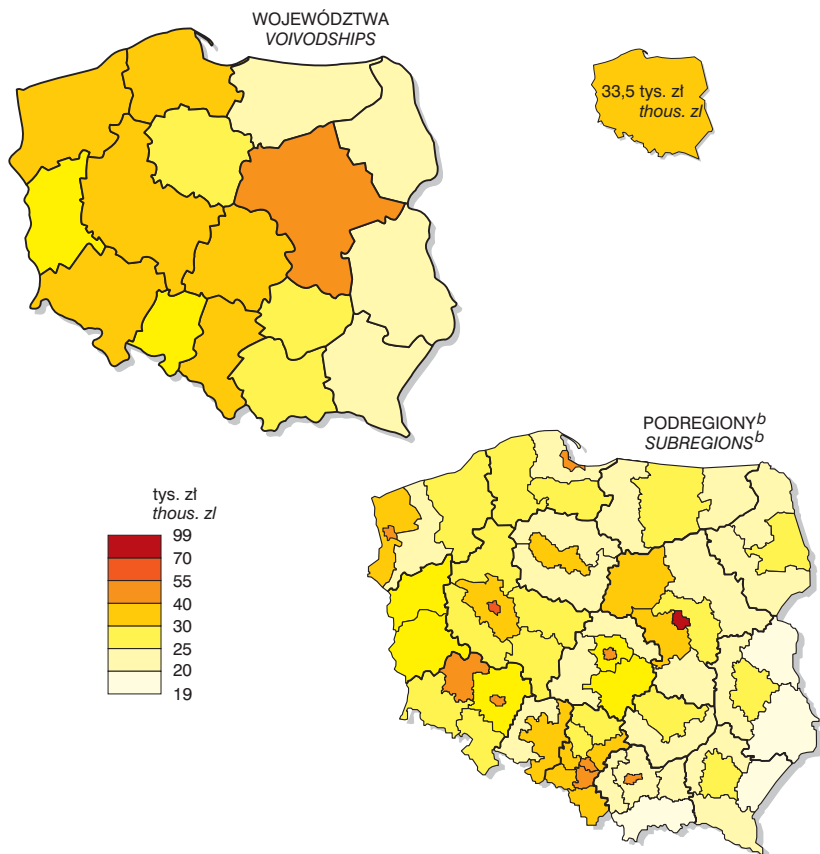 WOJEWÓDZTWA
VOIVODSHIPS
33,5 tys. zł
thous. zl
PODREGIONY b
SUBREGIONS b
tys. zł
thous. zl
99
70
55
40
30
25
20
19